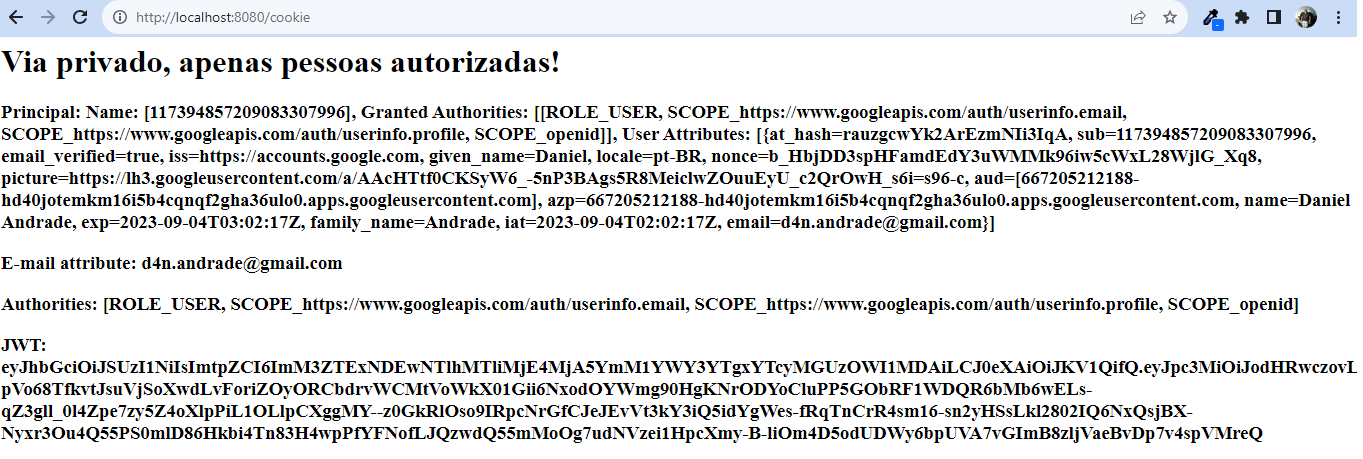 http://localhost:8080/cookie
Via privado, apenas pessoas autorizadas!
Principal: Name: [117394857209083307996], Granted Authorities: [[ROLE_USER, SCOPE_https://www.googleapis.com/auth/userinfo.email,
SCOPE_https://www.googleapis.com/auth/userinfo.profile, SCOPE_openid]], User Attributes: [{at_hash=rauzgcwYk2ArEzmNIi3IqA, sub=117394857209083307996,
email_verified=true, iss=https://accounts.google.com, given_name=Daniel, locale=pt-BR, nonce=b_HbjDD3spHFamdEdY3uWMMk96iw5cWxL28WjlG_Xq8,
picture=https://lh3.googleusercontent.com/a/AAcHTtf0CKSyW6_-5nP3BAgs5R8MeiclwZOuuEyU_c2QrOwH_s6i=s96-c, aud=[667205212188-
hd40jotemkm16i5b4cqnqf2gha36ulo0.apps.googleusercontent.com], azp=667205212188-hd40jotemkm16i5b4cqnqf2gha36ulo0.apps.googleusercontent.com, name=Daniel
Andrade, exp=2023-09-04T03:02:17Z, family_name=Andrade, iat=2023-09-04T02:02:17Z, email=d4n.andrade@gmail.com}]
E-mail attribute: d4n.andrade@gmail.com
Authorities: [ROLE_USER, SCOPE_https://www.googleapis.com/auth/userinfo.email, SCOPE_https://www.googleapis.com/auth/userinfo.profile, SCOPE_openid]
JWT:
eyJhbGciOiJSUzI1NiIsImtpZCI6ImM3ZTExNDEwNTlhMTliMjE4MjA5YmM1YWY3YTgxYTcyMGUzOWI1MDAiLCJ0eXAiOiJKV1QifQ.eyJpc3MiOiJodHRwczovL
pVo68TfkvtJsuVjSoXwdLvForiZOyORCbdrvWCMtVoWkX01Gii6NxodOYWmg90HgKNrODYoCluPP5GObRF1WDQR6bMb6wELs-
qZ3gll_0l4Zpe7zy5Z4oXlpPiL1OLlpCXggMY--z0GkRlOso9IRpcNrGfCJeJEvVt3kY3iQ5idYgWes-fRqTnCrR4sm16-sn2yHSsLkl2802IQ6NxQsjBX-
Nyxr3Ou4Q55PS0mlD86Hkbi4Tn83H4wpPfYFNofLJQzwdQ55mMoOg7udNVzei1HpcXmy-B-liOm4D5odUDWy6bpUVA7vGImB8zljVaeBvDp7v4spVMreQ